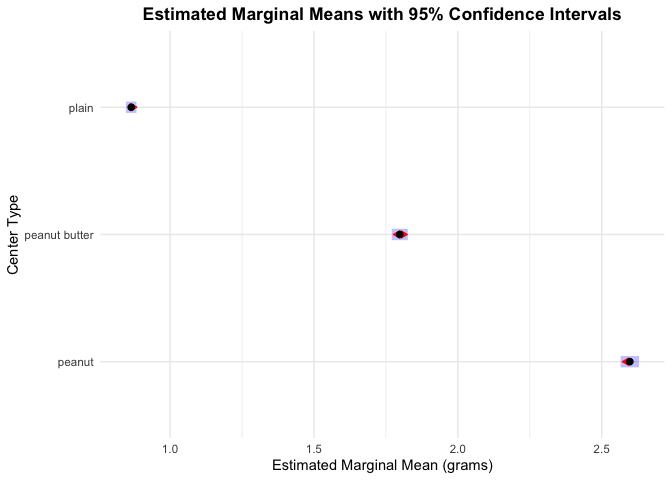 Estimated Marginal Means with 95% Confidence Intervals
plain
peanut butter
peanut
Center Type
1.0 1.5 2.0 2.5
Estimated Marginal Mean (grams)